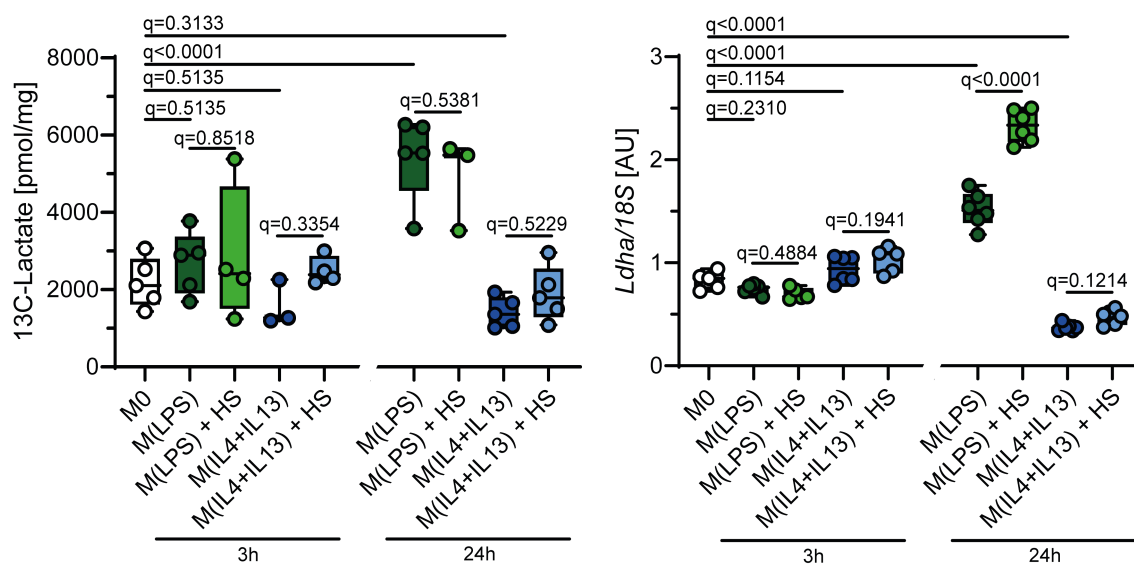 q=0.3133
q<0.0001
q=0.5135
q=0.5135
q=0.8518
q=0.3354
q=0.5381
q=0.5229
13C-Lactate [pmol/mg]
8000
6000
4000
2000
0
M0
M(LPS)
M(LPS) + HS
M(IL4+IL13)
M(IL4+IL13) + HS
M(LPS)
M(LPS) + HS
M(IL4+IL13)
M(IL4+IL13) + HS
3h
24h
q<0.0001
q<0.0001
q=0.1154
q=0.2310
q=0.4884
q=0.1941
q<0.0001
q=0.1214
Ldha/18S [AU]
3
2
1
0
M0
M(LPS)
M(LPS) + HS
M(IL4+IL13)
M(IL4+IL13) + HS
M(LPS)
M(LPS) + HS
M(IL4+IL13)
M(IL4+IL13) + HS
3h
24h